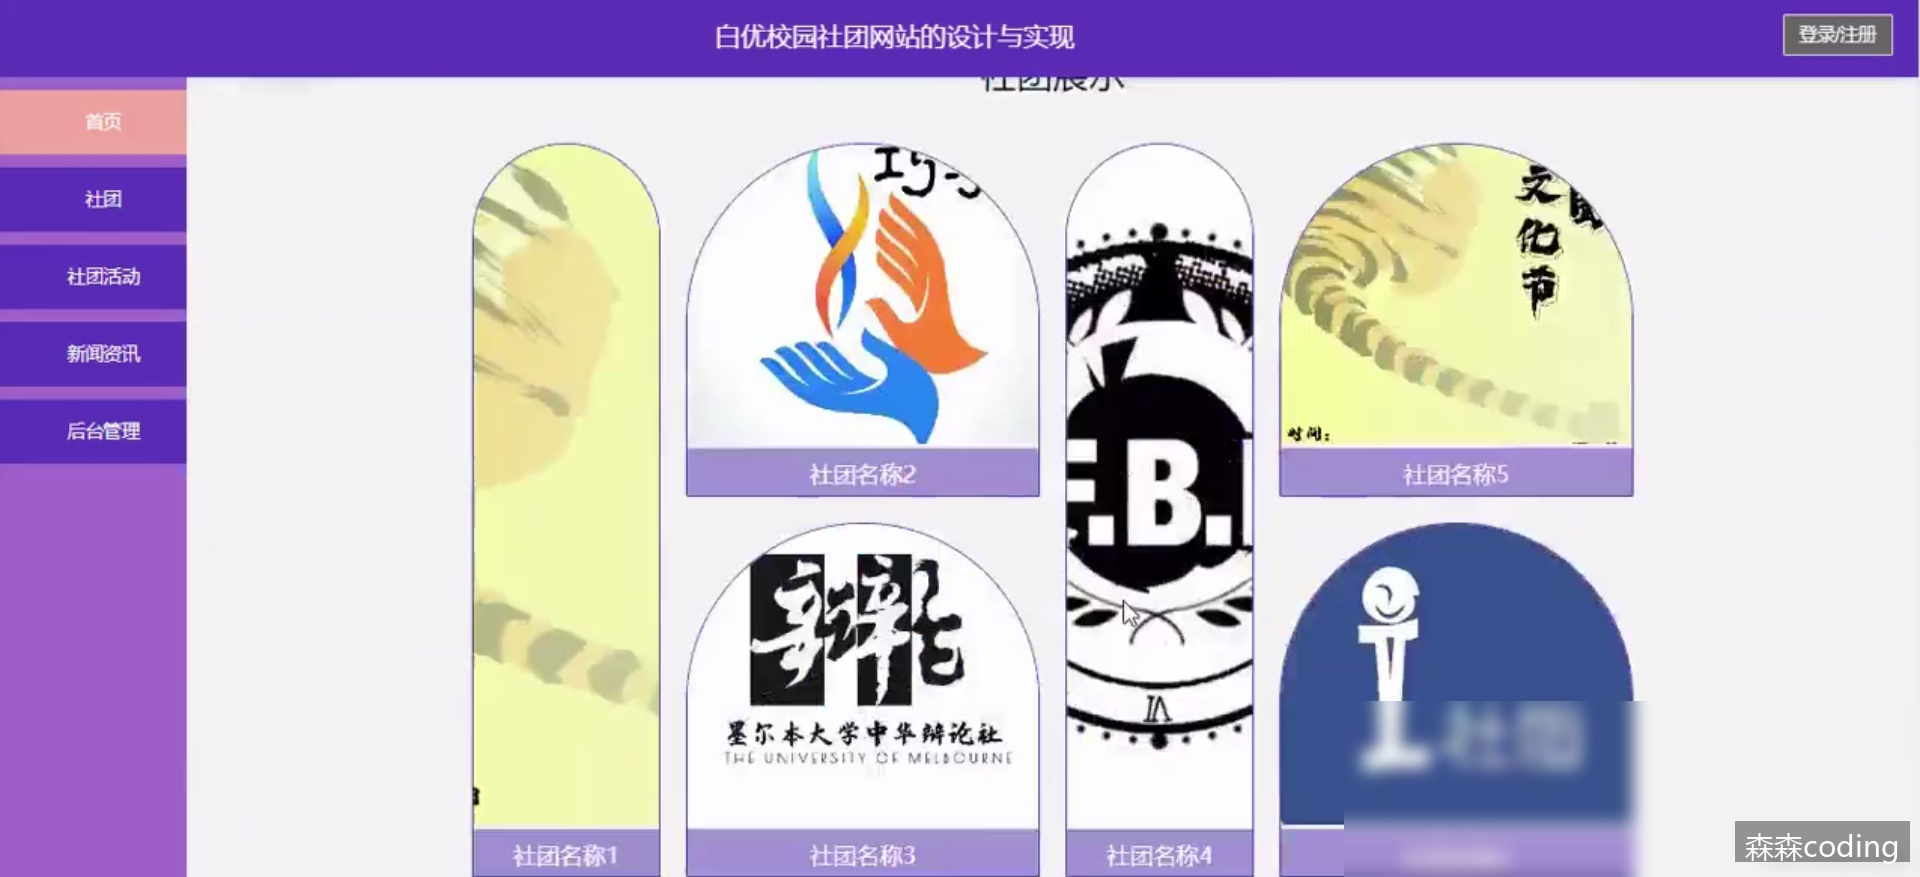 白优校园社团网站的设计与实现
登录/注册
社团展示
首页
社团
社团活动
新闻资讯
后台管理
文
化
节
时间:
社团名称2
社团名称5
F.B.I
墨尔本大学中华辩论社
THE UNIVERSITY OF MELBOURNE
VI
社团名称1
社团名称3
社团名称4
森森coding